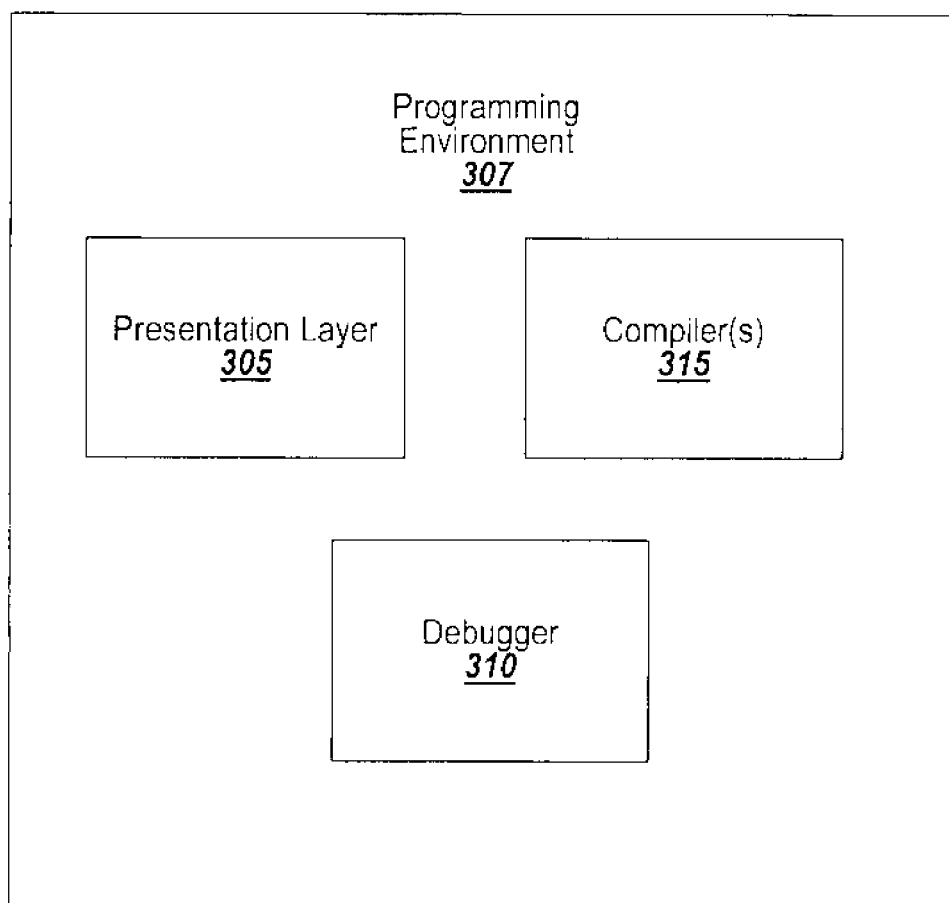 Programming
Environment
307
Presentation Layer
305
Compiler(s)
315
Debugger
310